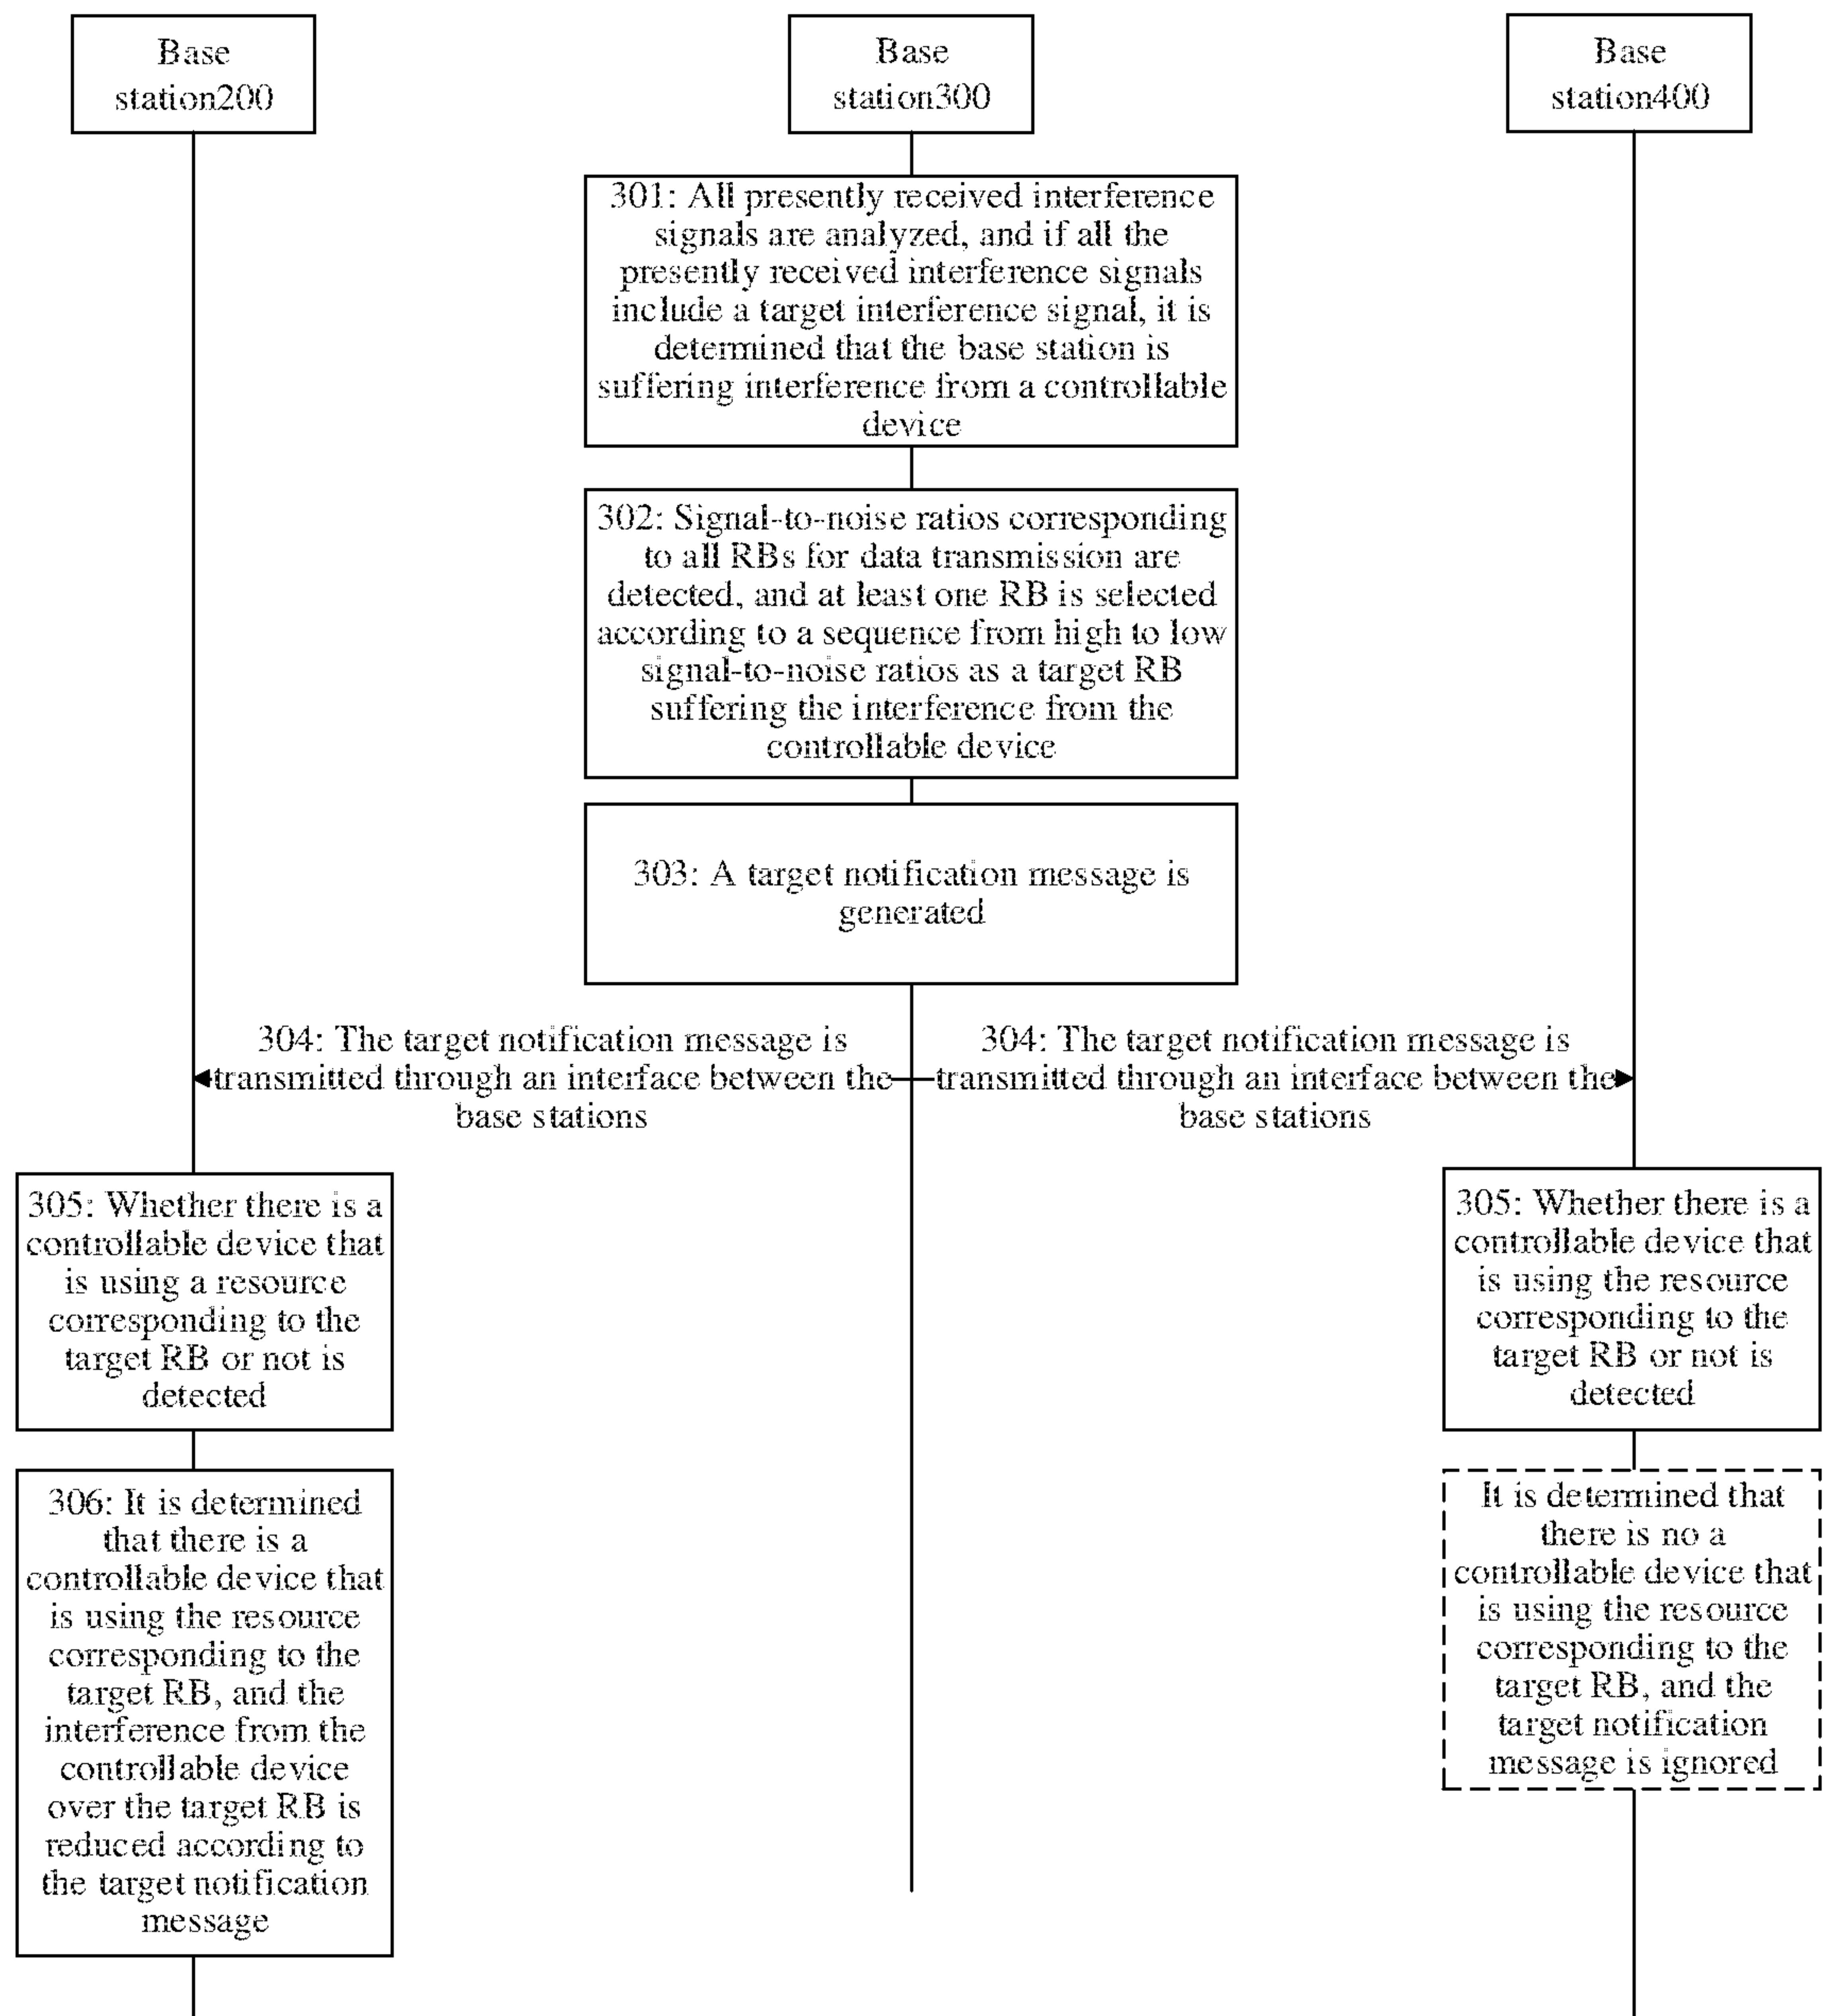 Base
station200
Base
station300
Base
station400
301: All presently received interference
signals are analyzed, and if all the
presently received interference signals
include a target interference signal, it is
determined that the base station is
suffering interference from a controllable
device
302: Signal-to-noise ratios corresponding
to all RBs for data transmission are
detected, and at least one RB is selected
according to a sequence from high to low
signal-to-noise ratios as a target RB
suffering the interference from the
controllable device
303: A target notification message is
generated
304: The target notification message is
transmitted through an interface between the
base stations
304: The target notification message is
transmitted through an interface between the
base stations
305: Whether there is a
controllable device that
is using a resource
corresponding to the
target RB or not is
detected
305: Whether there is a
controllable device that
is using the resource
corresponding to the
target RB or not is
detected
306: It is determined
that there is a
controllable device that
is using the resource
corresponding to the
target RB, and the
interference from the
controllable device
over the target RB is
reduced according to
the target notification
message
It is determined that
there is no a
controllable device that
is using the resource
corresponding to the
target RB, and the
target notification
message is ignored